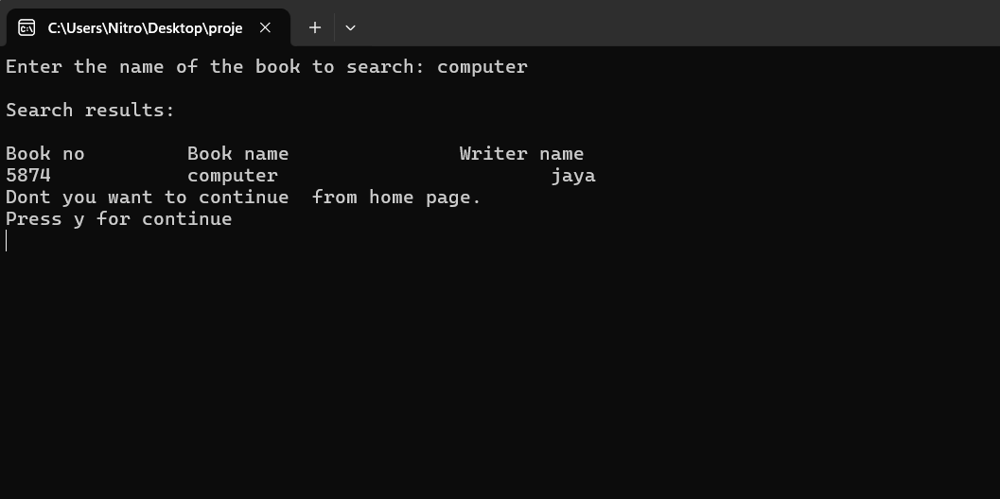 C:\Users\Nitro\Desktop\proje
Enter the name of the book to search: computer
Search results:
Book no Book name Writer name
5874 computer jaya
Dont you want to continue  from home page.
Press y for continue